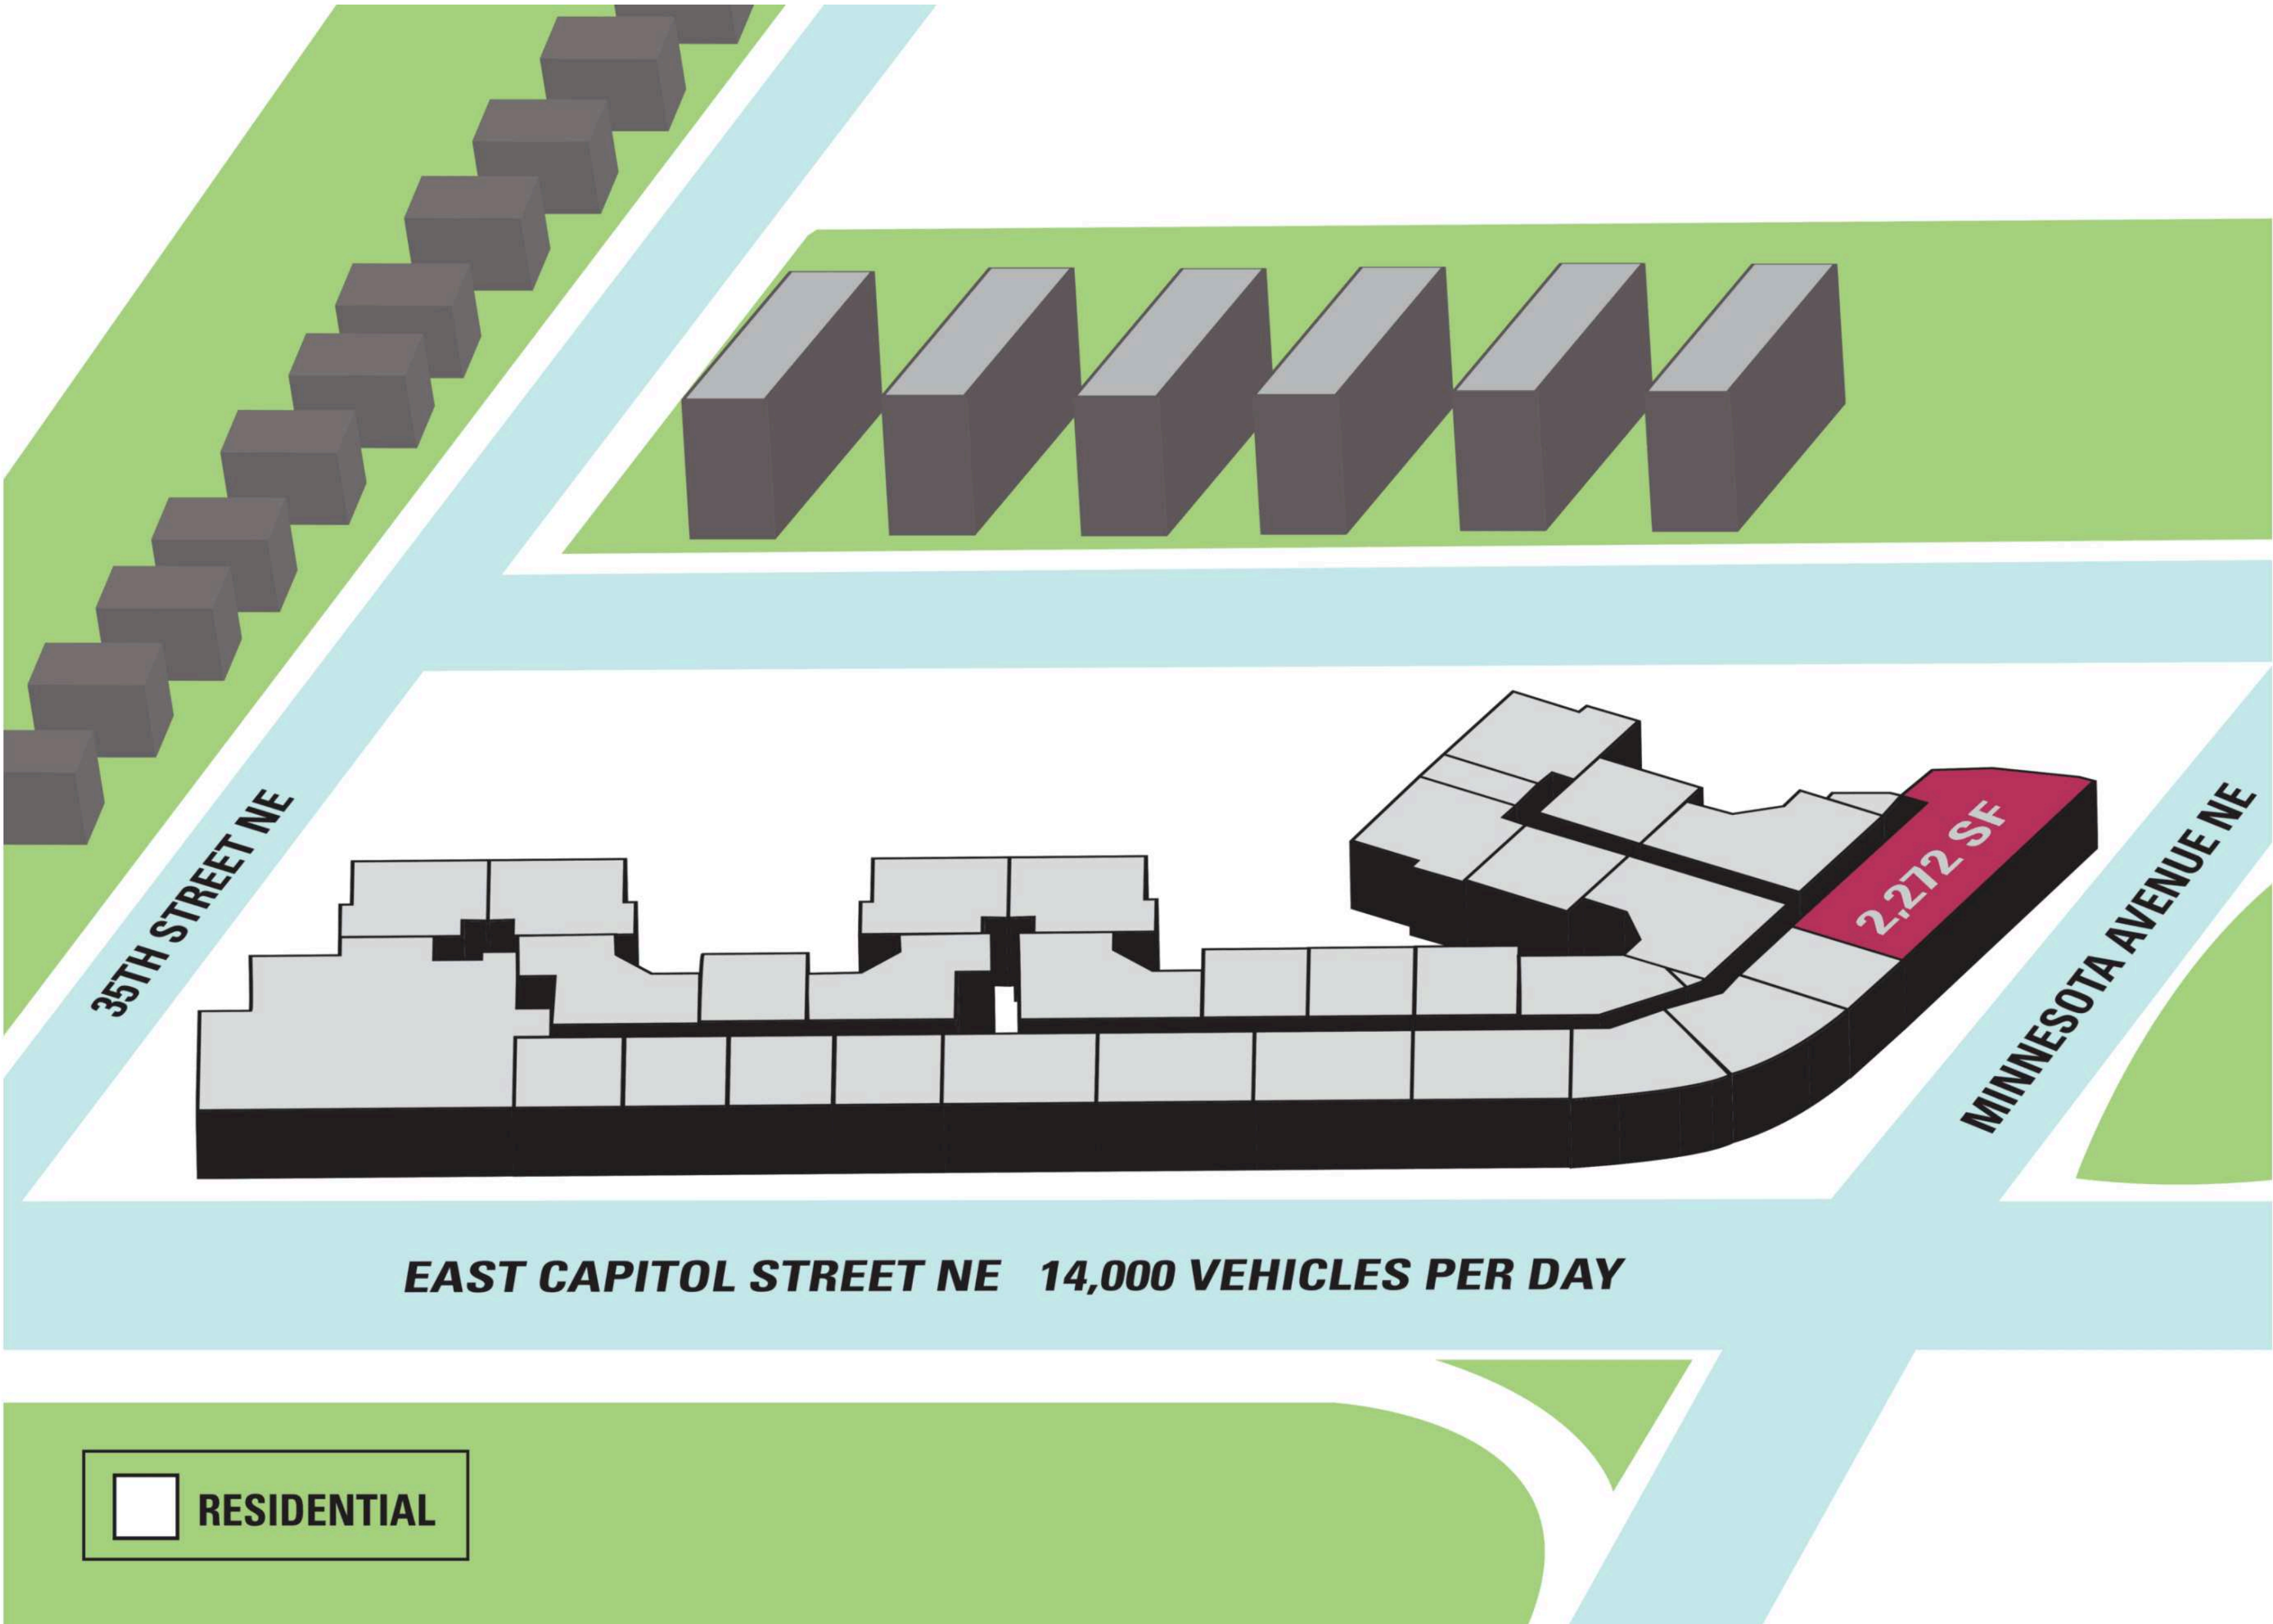 2,272 SF
35TH STREET NE
MINNESOTA AVENUE NE
EAST CAPITOL STREET NE 14,000 VEHICLES PER DAY
RESIDENTIAL